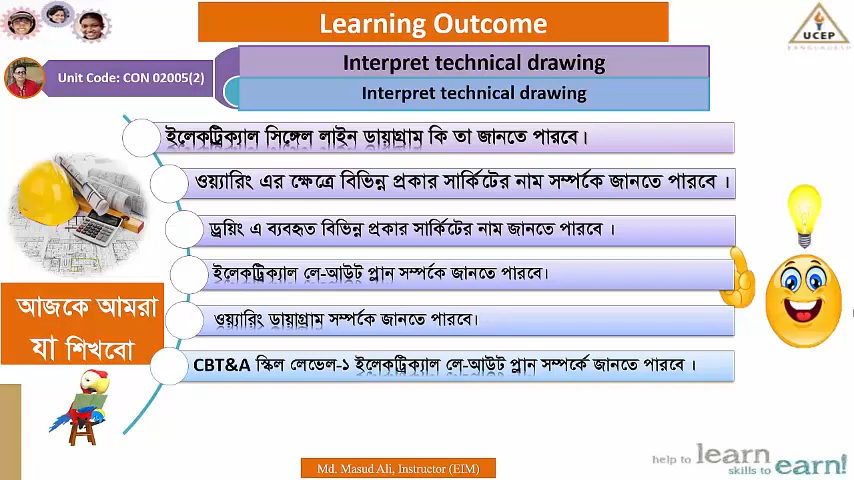 Learning Outcome
UCEP
BANGLADESH
Unit Code: CON 02005(2)
Interpret technical drawing
Interpret technical drawing
ইলেকট্রিক্যাল সিঙ্গেল লাইন ডায়াগ্রাম কি তা জানতে পারবে।
ওয়্যারিং এর ক্ষেত্রে বিভিন্ন প্রকার সার্কিটের নাম সম্পর্কে জানতে পারবে ।
ড্রয়িং এ ব্যবহৃত বিভিন্ন প্রকার সার্কিটের নাম জানতে পারবে ।
ইলেকট্রিক্যাল লে-আউট প্লান সম্পর্কে জানতে পারবে।
ওয়্যারিং ডায়াগ্রাম সম্পর্কে জানতে পারবে।
CBT&A স্কিল লেভেল-১ ইলেকট্রিক্যাল লে-আউট প্লান সম্পর্কে জানতে পারবে ।
আজকে আমরা
যা শিখবো
Md. Masud Ali, Instructor (EIM)
help to learn
skills to earn!